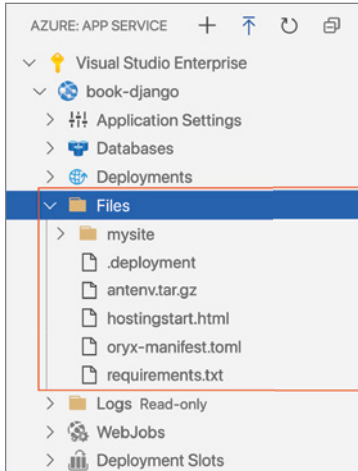 AZURE: APP SERVICE
Visual Studio Enterprise
book-django
Application Settings
Databases
Deployments
Files
mysite
.deployment
antenv.tar.gz
hostingstart.html
oryx-manifest.toml
requirements.txt
Logs Read-only
WebJobs
Deployment Slots